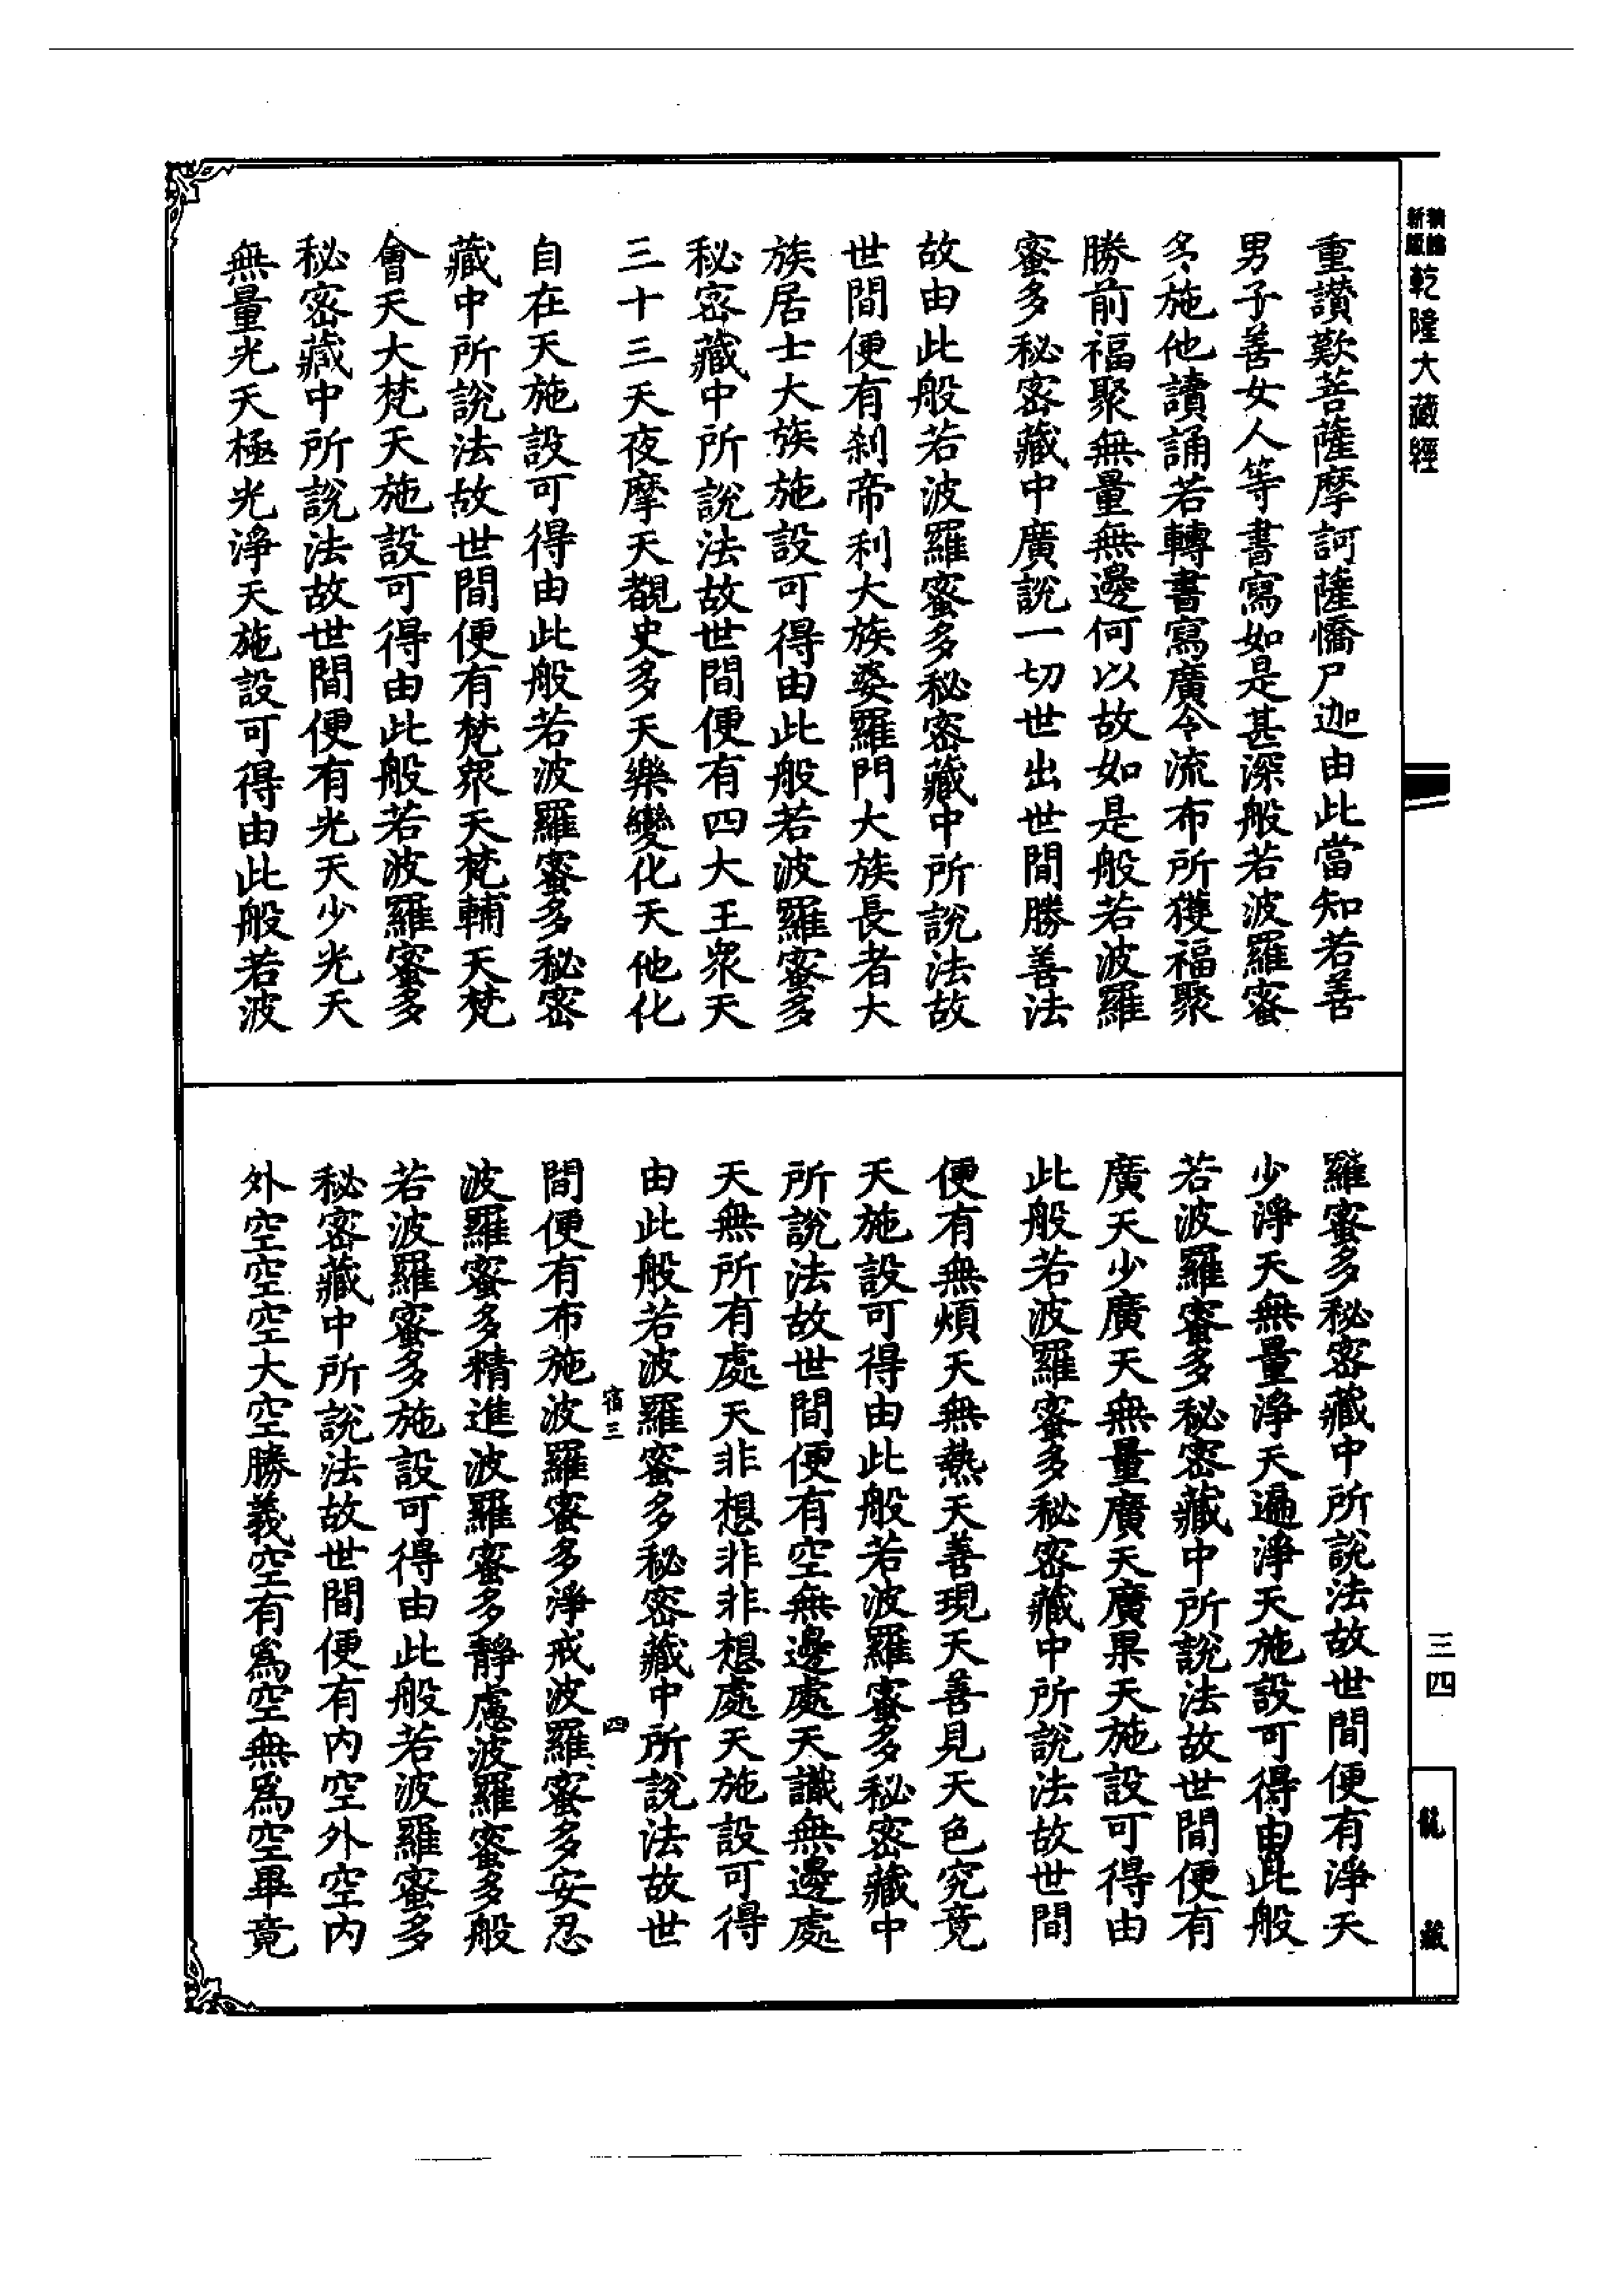 新版
乾隆大藏經
重讃歎菩薩摩訶薩憍尸迦由此當知若善
男子善女人等書寫如是甚深般若波羅蜜
多施他讀誦若轉書寫廣令流布所獲福聚
勝前福聚無量無邊何以故如是般若波羅
蜜多秘密藏中廣說一切世出世間勝善法
故由此般若波羅蜜多秘密藏中所說法故
世間便有刹帝利大族婆羅門大族長者大
族居士大族施設可得由此般若波羅蜜多
秘密藏中所說法故世間便有四大王衆天
三十三天夜摩天覩史多天樂變化天他化
自在天施設可得由此般若波羅蜜多秘密
藏中所說法故世間便有梵衆天梵輔天梵
會天大梵天施設可得由此般若波羅蜜多
秘密藏中所說法故世間便有光天少光天
無量光天極光淨天施設可得由此般若波
羅蜜多秘密藏中所說法故世間便有淨天
少淨天無量淨天遍淨天施設可得由此般
若波羅蜜多秘密藏中所說法故世間便有
廣天少廣天無量廣天廣果天施設可得由
此般若波羅蜜多秘密藏中所說法故世間
便有無煩天無熱天善現天善見天色究竟
天施設可得由此般若波羅蜜多秘密藏中
所說法故世間便有空無邊處天識無邊處
天無所有處天非想非非想處天施設可得
由此般若波羅蜜多秘密藏中所說法故世
宿三
四
間便有布施波羅蜜多淨戒波羅蜜多安忍
波羅蜜多精進波羅蜜多靜慮波羅蜜多般
若波羅蜜多施設可得由此般若波羅蜜多
秘密藏中所說法故世間便有內空外空內
外空空空大空勝義空有爲空無爲空畢竟
三四
龍藏